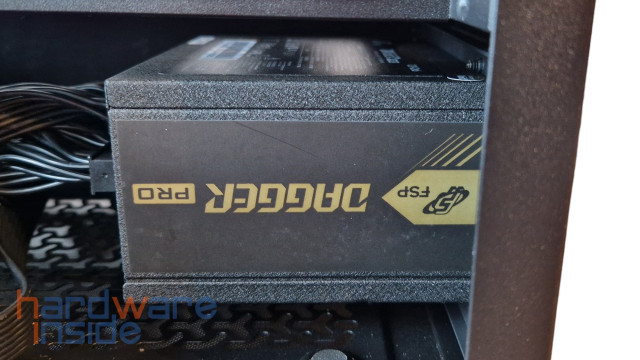 FSP DAGGER PRO
hardware
inside